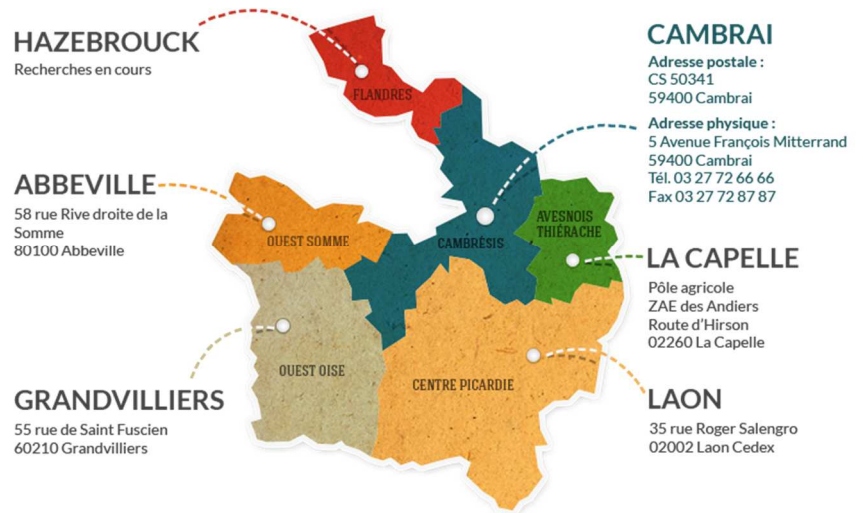 HAZEBROUCK
Recherches en cours
FLANDRES
CAMBRAI
Adresse postale :
CS 50341
59400 Cambrai
Adresse physique :
5 Avenue François Mitterrand
59400 Cambrai
Tél. 03 27 72 66 66
Fax 03 27 72 87 87
ABBEVILLE
58 rue Rive droite de la
Somme
80100 Abbeville
OUEST SOMME
CAMBRÉSIS
AVESNOIS
THIÉRACHE
LA CAPELLE
Pôle agricole
ZAE des Andiers
Route d'Hirson
02260 La Capelle
OUEST OISE
CENTRE PICARDIE
GRANDVILLIERS
55 rue de Saint Fuscien
60210 Grandvilliers
LAON
35 rue Roger Salengro
02002 Laon Cedex